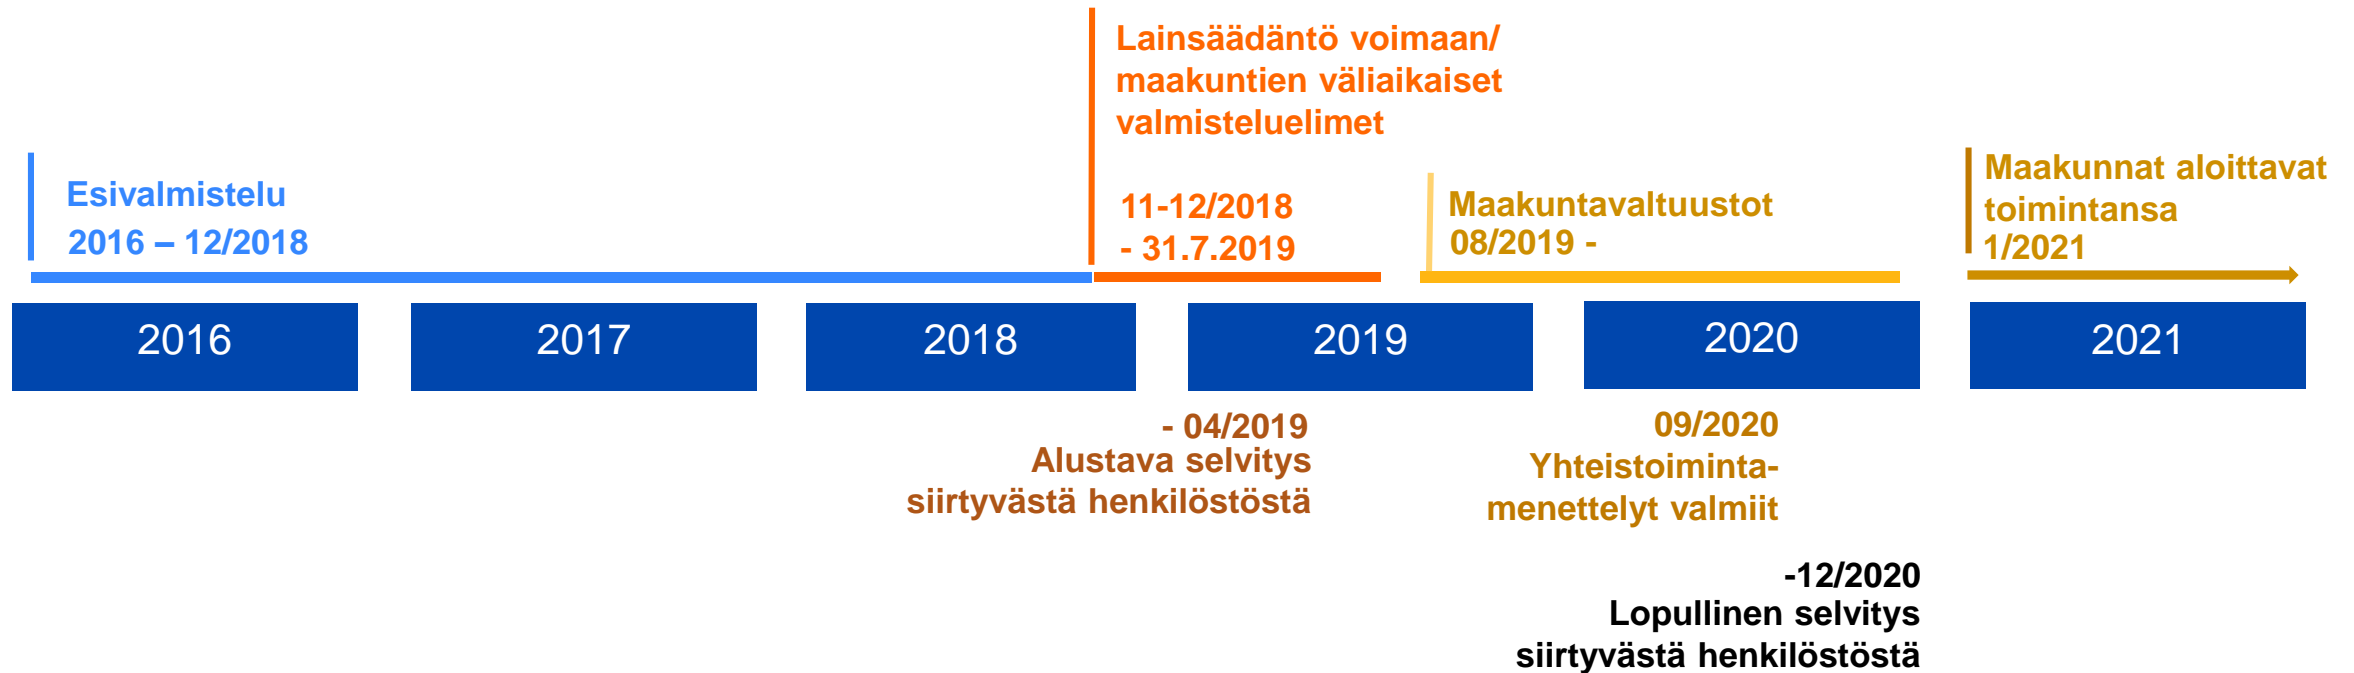 Esivalmistelu
2016 – 12/2018
Lainsäädäntö voimaan/
maakuntien väliaikaiset
valmisteluelimet
11-12/2018
- 31.7.2019
Maakuntavaltuustot
08/2019 -
Maakunnat aloittavat
toimintansa
1/2021
2016
2017
2018
2019
2020
2021
- 04/2019
Alustava selvitys
siirtyvästä henkilöstöstä
09/2020
Yhteistoiminta-
menettelyt valmiit
-12/2020
Lopullinen selvitys
siirtyvästä henkilöstöstä